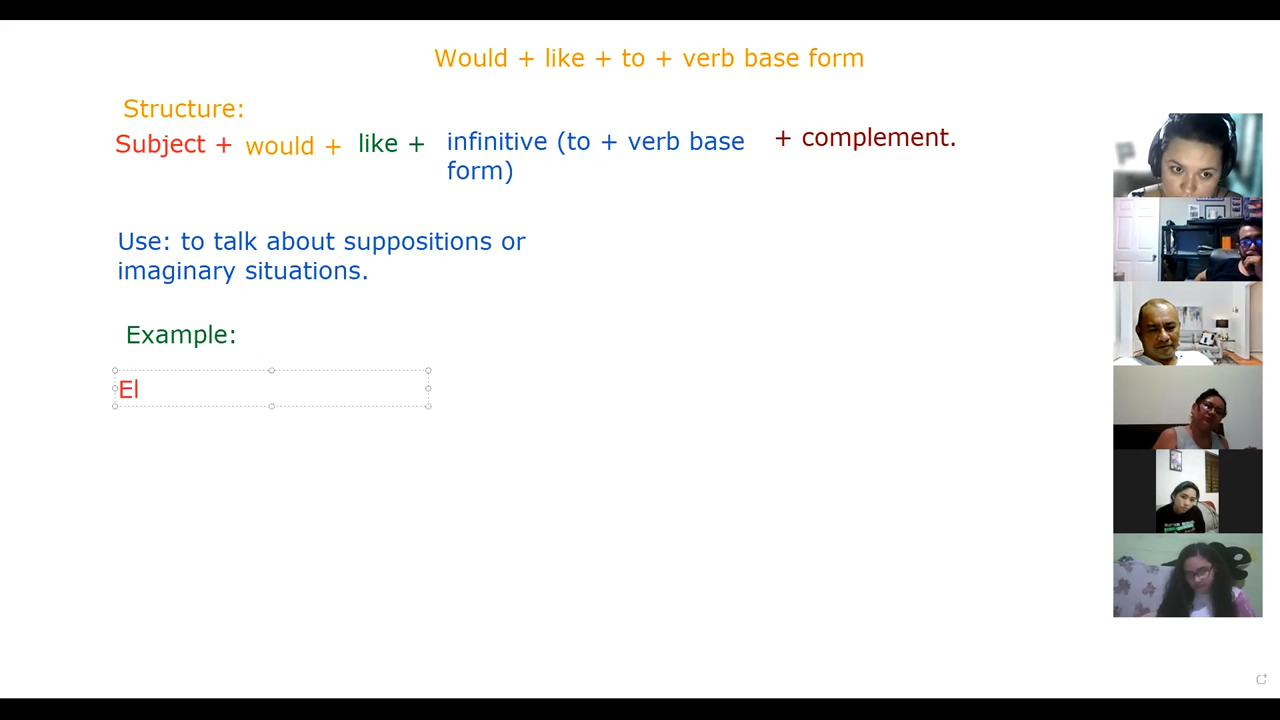 Would + like + to + verb base form
Structure:
Subject + would + like + infinitive (to + verb base form) + complement.
Use: to talk about suppositions or
imaginary situations.
Example:
El